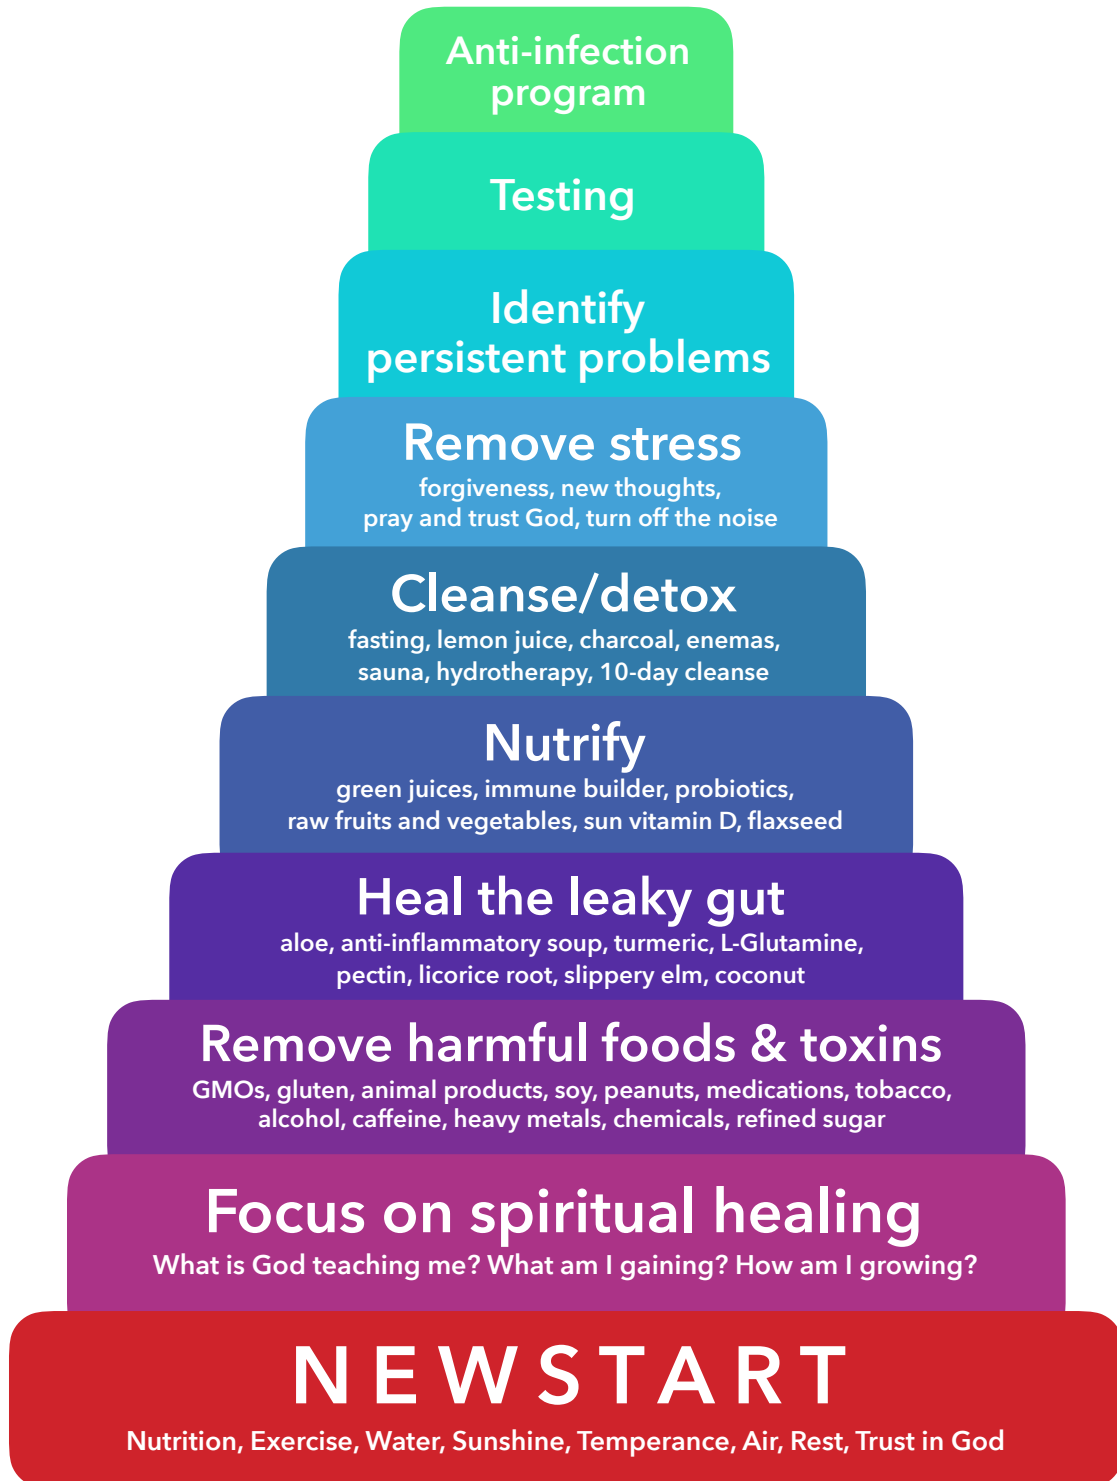 Anti-infection
program
Testing
Identify
persistent problems
Remove stress
forgiveness, new thoughts,
pray and trust God, turn off the noise
Cleanse/detox
fasting, lemon juice, charcoal, enemas,
sauna, hydrotherapy, 10-day cleanse
Nutrify
green juices, immune builder, probiotics,
raw fruits and vegetables, sun vitamin D, flaxseed
Heal the leaky gut
aloe, anti-inflammatory soup, turmeric, L-Glutamine,
pectin, licorice root, slippery elm, coconut
Remove harmful foods & toxins
GMOs, gluten, animal products, soy, peanuts, medications, tobacco,
alcohol, caffeine, heavy metals, chemicals, refined sugar
Focus on spiritual healing
What is God teaching me? What am I gaining? How am I growing?
NEWSTART
Nutrition, Exercise, Water, Sunshine, Temperance, Air, Rest, Trust in God